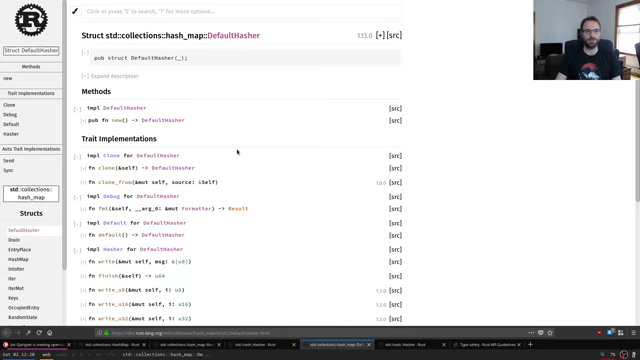 Click or press 'S' to search, '?' for more options...
Struct DefaultHasher
Methods
new
Trait Implementations
Clone
Debug
Default
Hasher
Auto Trait Implementations
Send
Sync
std::collections::
hash_map
Structs
DefaultHasher
Drain
EntryPlace
HashMap
IntoIter
Iter
IterMut
Keys
OccupiedEntry
RandomState
Struct std::collections::hash_map::DefaultHasher
1.13.0 [+] [src]
[-]
pub struct DefaultHasher(_);
[+] Expand description
Methods
[-] impl DefaultHasher [src]
[+] pub fn new() -> DefaultHasher [src]
Trait Implementations
[-] impl Clone for DefaultHasher [src]
[+] fn clone(&self) -> DefaultHasher [src]
[+] fn clone_from(&mut self, source: &Self) 1.0.0 [src]
[-] impl Debug for DefaultHasher [src]
[+] fn fmt(&self, __arg_0: &mut Formatter) -> Result [src]
[-] impl Default for DefaultHasher [src]
[+] fn default() -> DefaultHasher [src]
[-] impl Hasher for DefaultHasher [src]
[+] fn write(&mut self, msg: &[u8]) [src]
[+] fn finish(&self) -> u64 [src]
[+] fn write_u8(&mut self, i: u8) 1.3.0 [src]
[+] fn write_u16(&mut self, i: u16) 1.3.0 [src]
[+] fn write_u32(&mut self, i: u32) 1.3.0 [src]